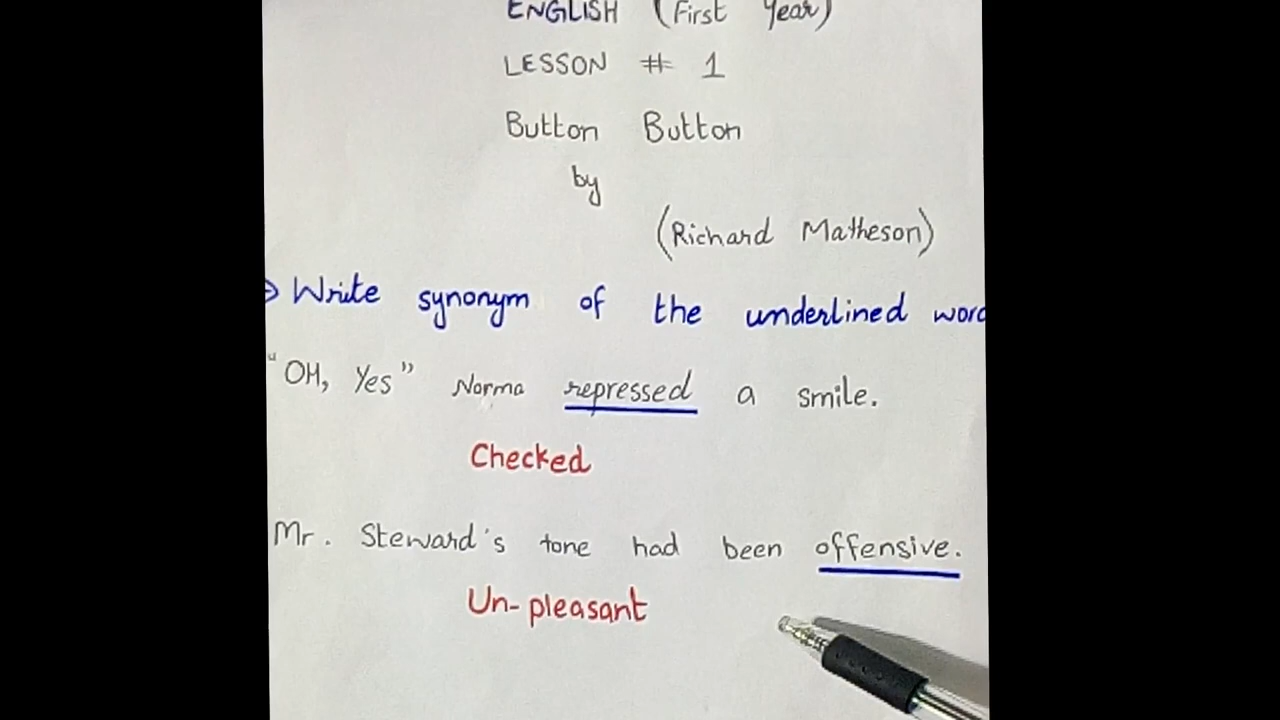 ENGLISH (First Year)
LESSON # 1
Button Button
by
(Richard Matheson)
Write synonym of the underlined word
"OH, Yes" Norma repressed a smile.
Checked
Mr. Steward's tone had been offensive.
Un-pleasant